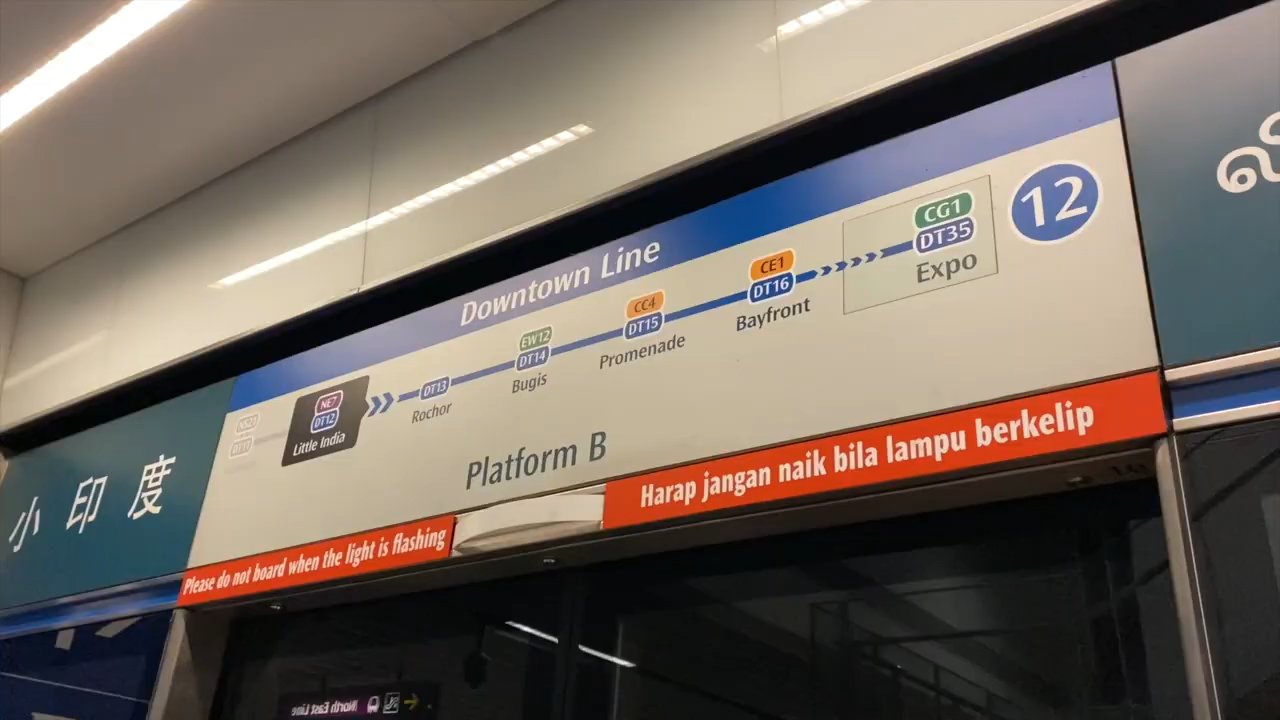 Downtown Line
12
CG1
DT35
Expo
CE1
DT16
Bayfront
CC4
DT15
Promenade
EW12
DT14
Bugis
DT13
Rochor
NE7
DT12
Little India
Platform B
小印度
Please do not board when the light is flashing
Harap jangan naik bila lampu berkelip
North East Line